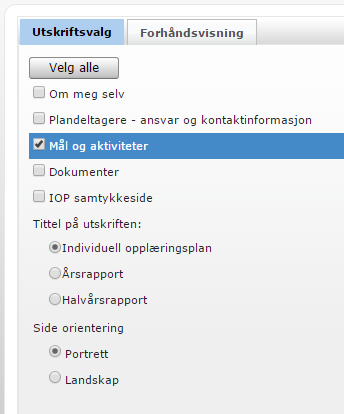 Utskriftsvalg Forhåndsvisning
Velg alle
Om meg selv
Plandeltagere - ansvar og kontaktinformasjon
Mål og aktiviteter
Dokumenter
IOP samtykkeside
Tittel på utskriften:
Individuell opplæringsplan
Årsrapport
Halvårsrapport
Side orientering
Portrett
Landskap